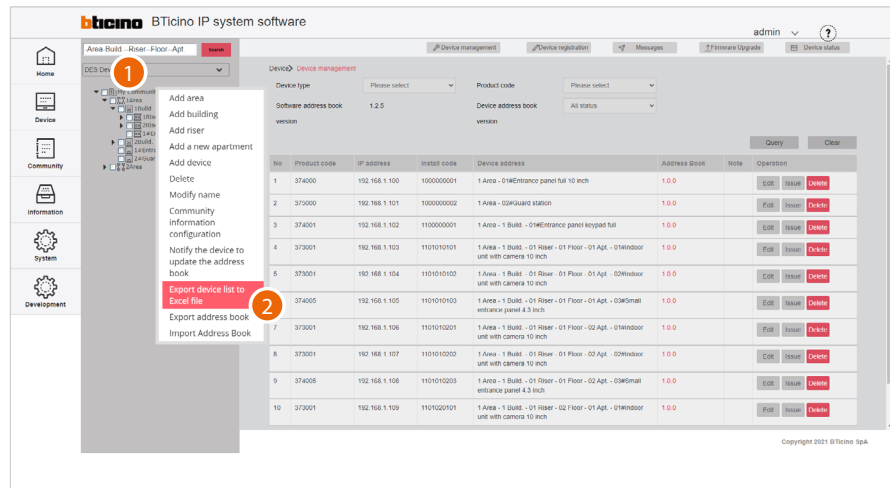 bticino BTicino IP system software
admin
?
Area-Build.--Riser--Floor--Apt. Search
Device management
Device registration
Messages
Firmware Upgrade
Device status
Home
Device
Community
Information
System
Development
DES Dev
1
My Community
1Area
1Build
1Rise
2Rise
1#E
2Build.
1#Entra
2#Guar
2Area
Add area
Add building
Add riser
Add a new apartment
Add device
Delete
Modify name
Community
information
configuration
Notify the device to
update the address
book
Export device list to
Excel file
2
Export address book
Import Address Book
Device> Device management
Device type Please select Product code Please select
Software address book 1.2.5 Device address book All status
version version
Query Clear
No Product code IP address Install code Device address Address Book Note Operation
1 374000 192.168.1.100 1000000001 1 Area - 01#Entrance panel full 10 inch 1.0.0 Edit Issue Delete
2 375000 192.168.1.101 1000000002 1 Area - 02#Guard station 1.0.0 Edit Issue Delete
3 374001 192.168.1.102 1100000001 1 Area - 1 Build. - 01#Entrance panel keypad full 1.0.0 Edit Issue Delete
4 373001 192.168.1.103 1101010101 1 Area - 1 Build. - 01 Riser - 01 Floor - 01 Apt. - 01#Indoor 1.0.0 Edit Issue Delete
unit with camera 10 inch
5 373001 192.168.1.104 1101010102 1 Area - 1 Build. - 01 Riser - 01 Floor - 01 Apt. - 02#Indoor 1.0.0 Edit Issue Delete
unit with camera 10 inch
374005 192.168.1.105 1101010103 1 Area - 1 Build. - 01 Riser - 01 Floor - 01 Apt. - 03#Small 1.0.0 Edit Issue Delete
entrance panel 4.3 inch
7 373001 192.168.1.106 1101010201 1 Area - 1 Build. - 01 Riser - 01 Floor - 02 Apt. - 01#Indoor 1.0.0 Edit Issue Delete
unit with camera 10 inch
8 373001 192.168.1.107 1101010202 1 Area - 1 Build. - 01 Riser - 01 Floor - 02 Apt. - 02#Indoor 1.0.0 Edit Issue Delete
unit with camera 10 inch
9 374005 192.168.1.108 1101010203 1 Area - 1 Build. - 01 Riser - 01 Floor - 02 Apt. - 03#Small 1.0.0 Edit Issue Delete
entrance panel 4.3 inch
10 373001 192.168.1.109 1101020101 1 Area - 1 Build. - 01 Riser - 02 Floor - 01 Apt. - 01#Indoor 1.0.0 Edit Issue Delete
unit with camera 10 inch
Copyright 2021 BTicino SpA